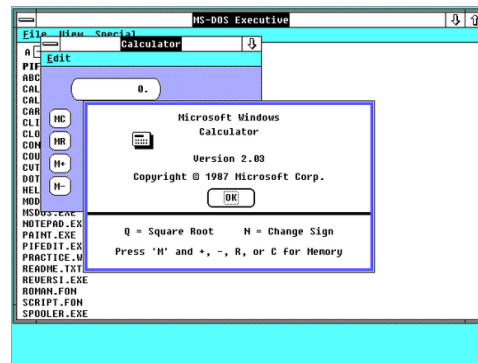 MS-DOS Executive
File View Special
Calculator
A
Edit
PIF
ABC
CAL
CAL
CAR
CLI
CLO
CON
COU
CVT
DOT
HEL
MOD
MSDOS.EXE
NOTEPAD.EX
PAINT.EXE
PIFEDIT.EX
PRACTICE.W
README.TXT
REVERSI.EXE
ROMAN.FON
SCRIPT.FON
SPOOLER.EXE
0.
MC
MR
M+
M-
Microsoft Windows
Calculator
Version 2.03
Copyright © 1987 Microsoft Corp.
OK
Q = Square Root N = Change Sign
Press 'M' and +, -, R, or C for Memory